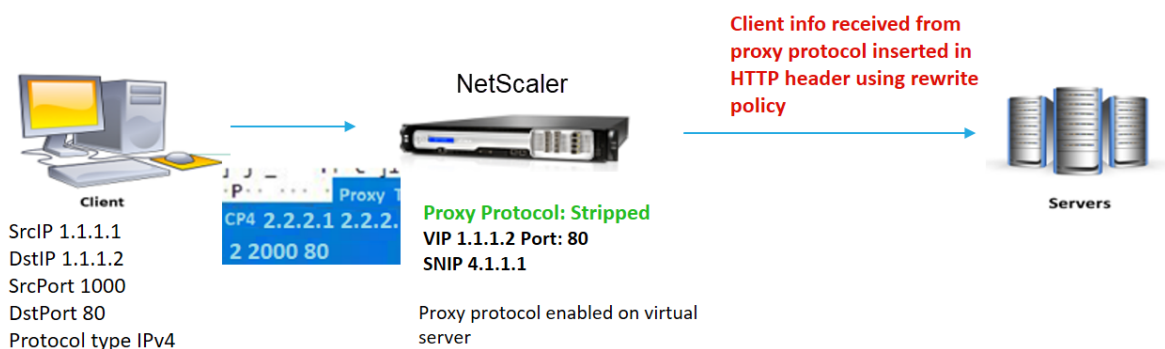 Client info received from
proxy protocol inserted in
HTTP header using rewrite
policy
NetScaler
Client
SrcIP 1.1.1.1
DstIP 1.1.1.2
SrcPort 1000
DstPort 80
Protocol type IPv4
P
Proxy
CP4 2.2.2.1 2.2.2.
2 2000 80
Proxy Protocol: Stripped
VIP 1.1.1.2 Port: 80
SNIP 4.1.1.1
Proxy protocol enabled on virtual
server
Servers